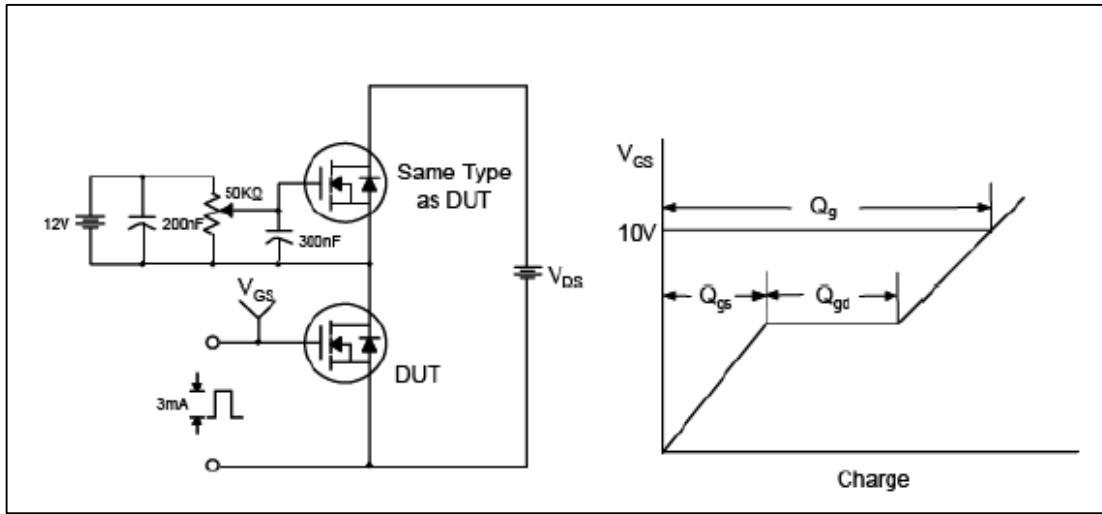 Same Type
as DUT
50KΩ
12V
200nF
300nF
V_GS
V_DS
DUT
3mA
V_GS
Q_g
10V
Q_gs
Q_gd
Charge